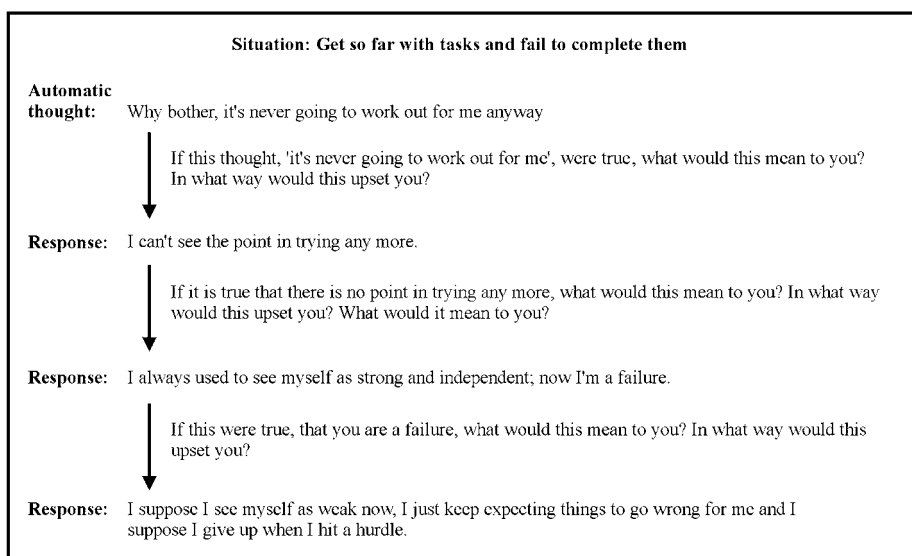 Situation: Get so far with tasks and fail to complete them
Automatic
thought: Why bother, it's never going to work out for me anyway
If this thought, 'it's never going to work out for me', were true, what would this mean to you?
In what way would this upset you?
Response: I can't see the point in trying any more.
If it is true that there is no point in trying any more, what would this mean to you? In what way
would this upset you? What would it mean to you?
Response: I always used to see myself as strong and independent; now I'm a failure.
If this were true, that you are a failure, what would this mean to you? In what way would this
upset you?
Response: I suppose I see myself as weak now, I just keep expecting things to go wrong for me and I
suppose I give up when I hit a hurdle.